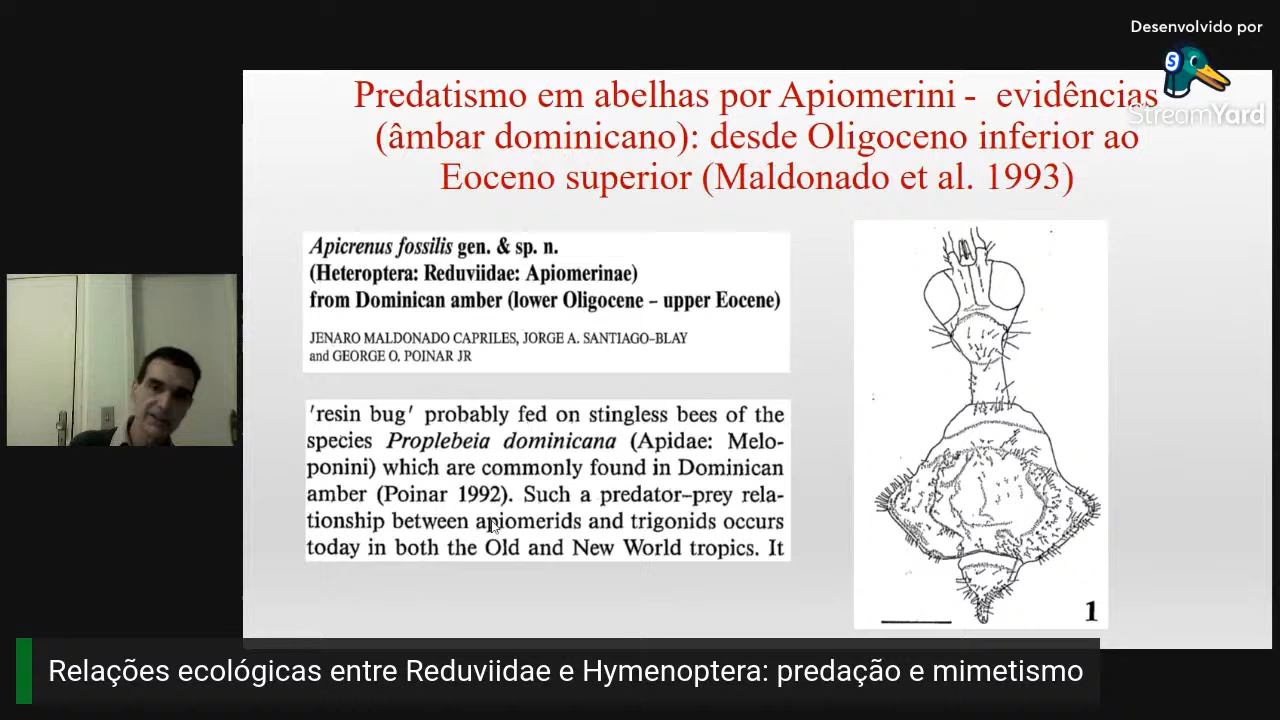 Desenvolvido por
S
StreamYard
Predatismo em abelhas por Apiomerini - evidências
(âmbar dominicano): desde Oligoceno inferior ao
Eoceno superior (Maldonado et al. 1993)
Apicrenus fossilis gen. & sp. n.
(Heteroptera: Reduviidae: Apiomerinae)
from Dominican amber (lower Oligocene – upper Eocene)
JENARO MALDONADO CAPRILES, JORGE A. SANTIAGO–BLAY
and GEORGE O. POINAR JR
'resin bug' probably fed on stingless bees of the
species Proplebeia dominicana (Apidae: Melo-
ponini) which are commonly found in Dominican
amber (Poinar 1992). Such a predator–prey rela-
tionship between apiomerids and trigonids occurs
today in both the Old and New World tropics. It
1
Relações ecológicas entre Reduviidae e Hymenoptera: predação e mimetismo